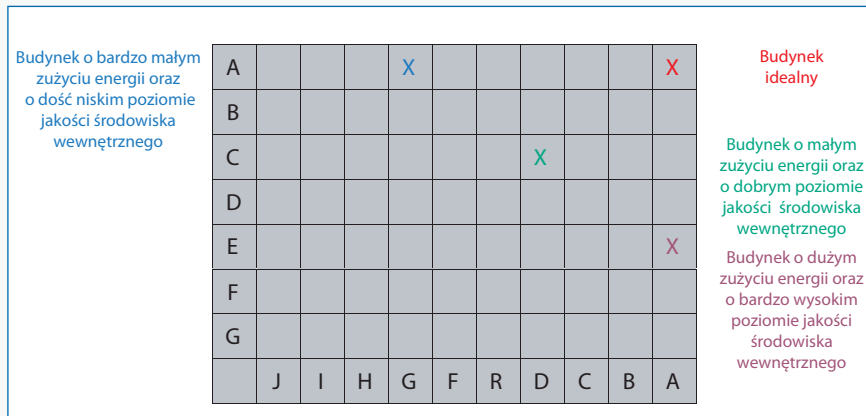 Budynek o bardzo małym
zużyciu energii oraz
o dość niskim poziomie
jakości środowiska
wewnętrznego
A X X
B
C X
D
E X
F
G
J I H G F R D C B A
Budynek
idealny
Budynek o małym
zużyciu energii oraz
o dobrym poziomie
jakości środowiska
wewnętrznego
Budynek o dużym
zużyciu energii oraz
o bardzo wysokim
poziomie jakości
środowiska
wewnętrznego